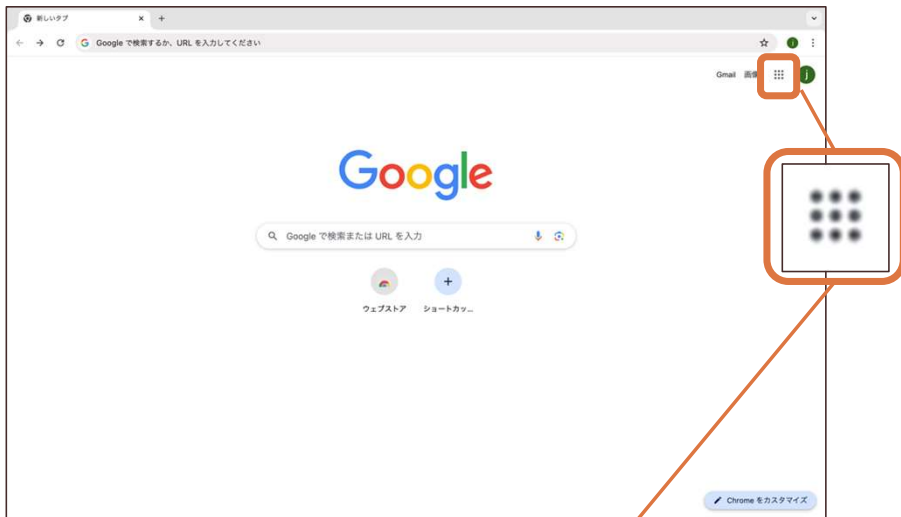 新しいタブ
Google で検索するか、URL を入力してください
Gmail
Google
Google で検索または URL を入力
ウェブストア
ショートカッ...
Chrome をカスタマイズ